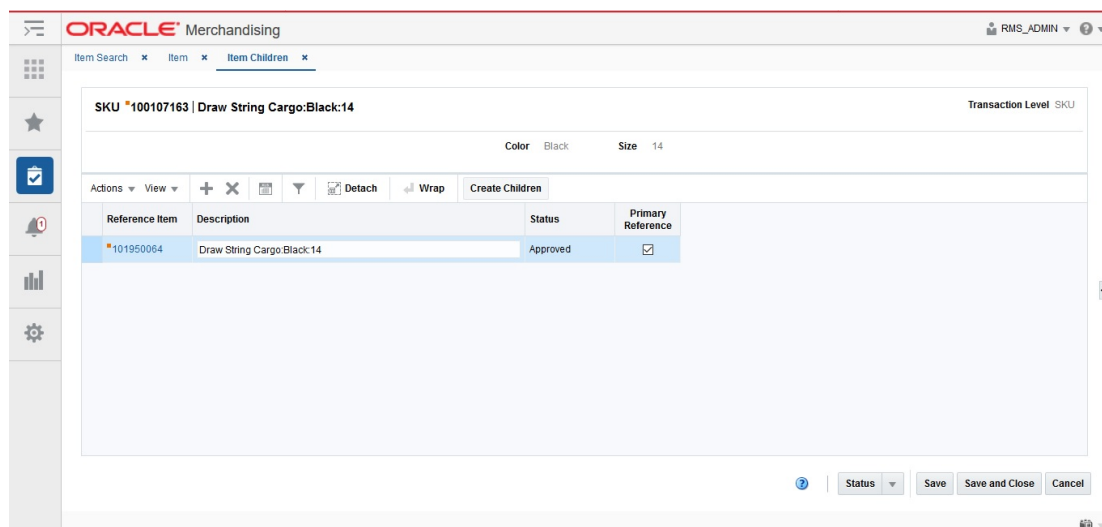 ORACLE® Merchandising
RMS_ADMIN
Item Search × Item × Item Children ×
SKU 100107163 | Draw String Cargo:Black:14
Transaction Level SKU
Color Black Size 14
Actions View Detach Wrap Create Children
Reference Item Description Status Primary Reference
101950064 Draw String Cargo:Black:14 Approved
1
Status Save Save and Close Cancel